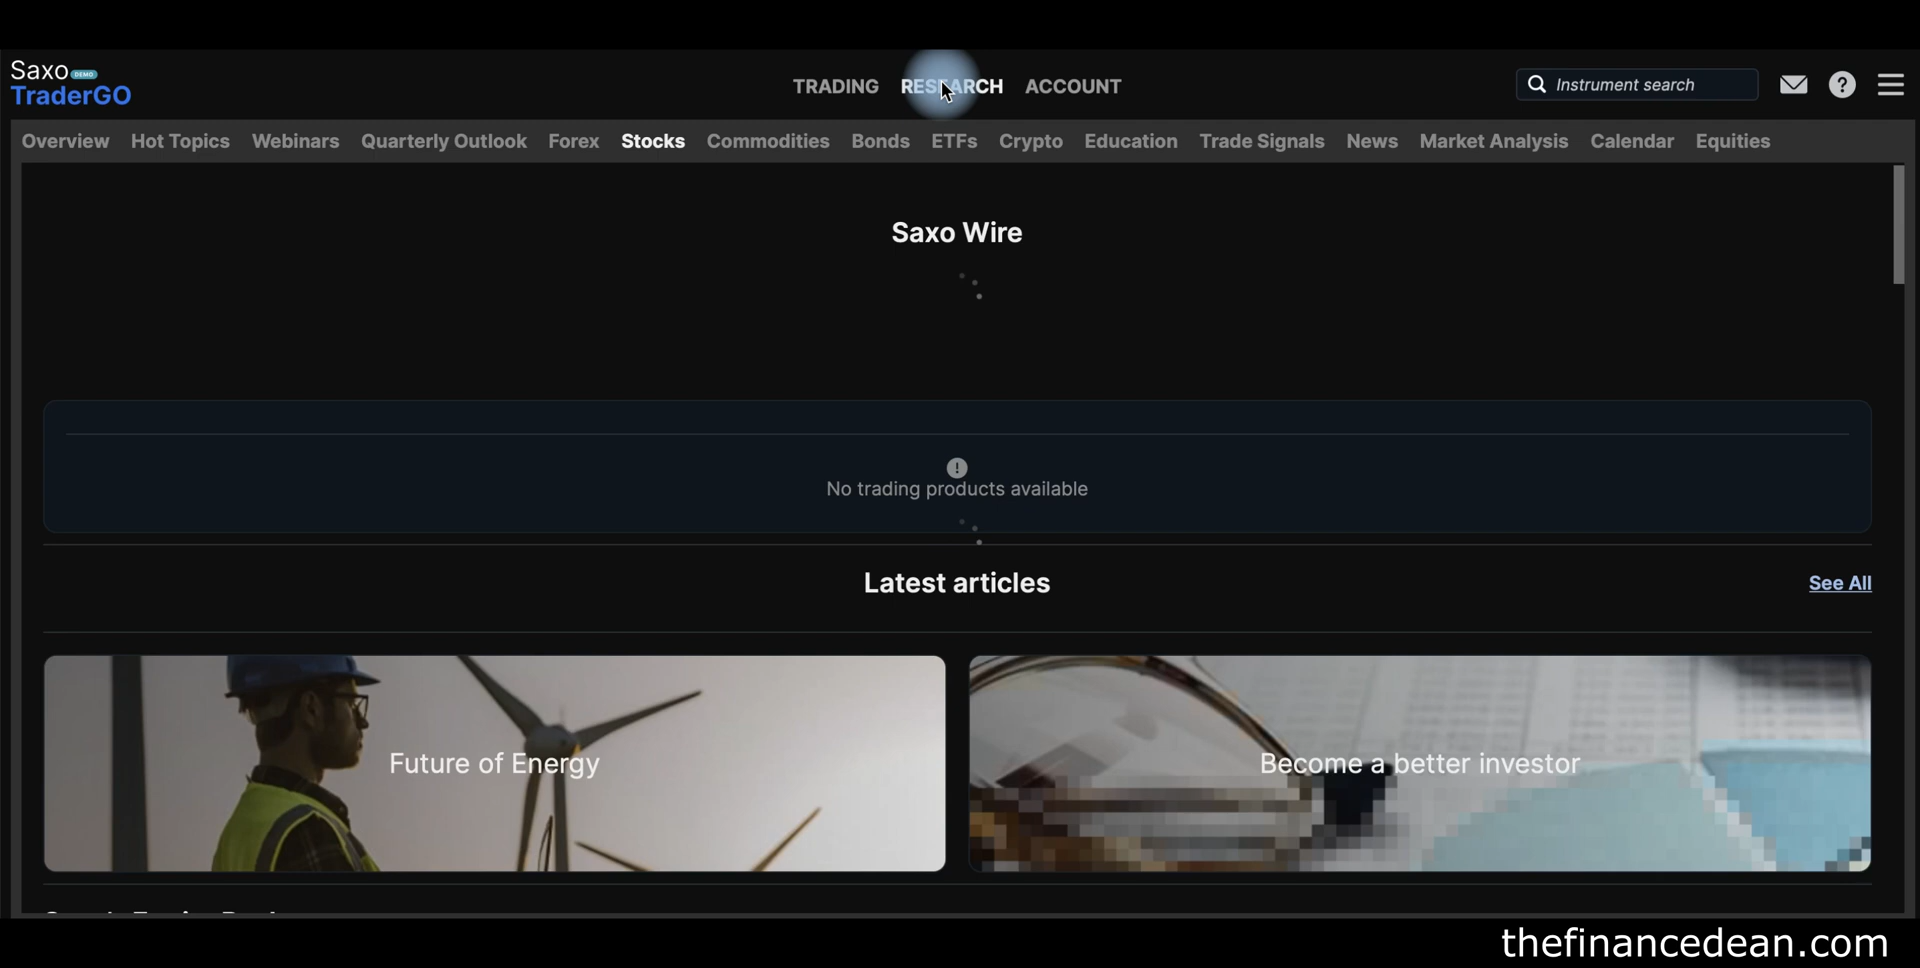 Saxo DEMO
TraderGO
TRADING RESEARCH ACCOUNT
Instrument search
?
Overview Hot Topics Webinars Quarterly Outlook Forex Stocks Commodities Bonds ETFs Crypto Education Trade Signals News Market Analysis Calendar Equities
Saxo Wire
!
No trading products available
Latest articles
See All
Future of Energy
Become a better investor
thefinancedean.com